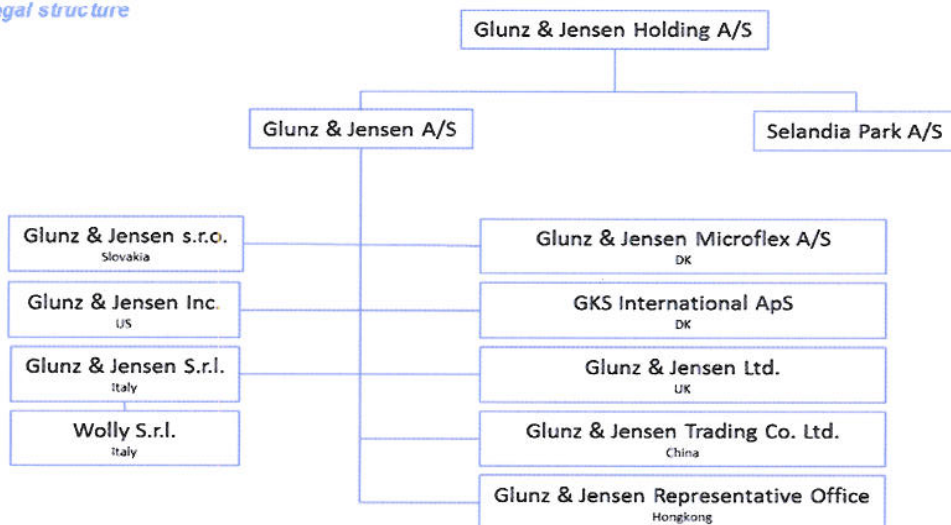 egal structure
Glunz & Jensen Holding A/S
Glunz & Jensen A/S
Selandia Park A/S
Glunz & Jensen s.r.o.
Slovakia
Glunz & Jensen Microflex A/S
DK
Glunz & Jensen Inc.
US
GKS International ApS
DK
Glunz & Jensen S.r.l.
Italy
Glunz & Jensen Ltd.
UK
Wolly S.r.l.
Italy
Glunz & Jensen Trading Co. Ltd.
China
Glunz & Jensen Representative Office
Hongkong